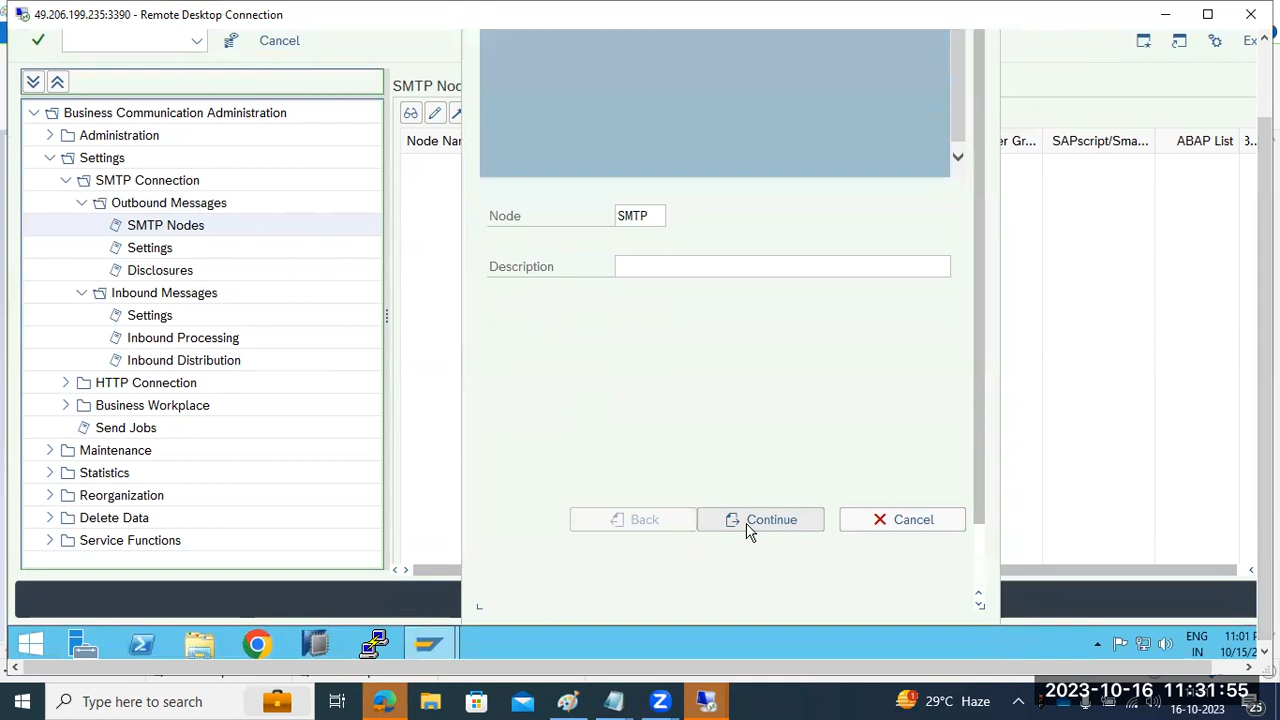 49.206.199.235:3390 - Remote Desktop Connection
Cancel
SMTP Nod
Business Communication Administration
Administration
Settings
SMTP Connection
Outbound Messages
SMTP Nodes
Settings
Disclosures
Inbound Messages
Settings
Inbound Processing
Inbound Distribution
HTTP Connection
Business Workplace
Send Jobs
Maintenance
Statistics
Reorganization
Delete Data
Service Functions
Node Nar
er Gr... SAPscript/Sma... ABAP List B...
Ex
Node SMTP
Description
Back Continue Cancel
ENG 11:01 P
IN 10/15/2
Type here to search
29°C Haze
2023-10-16 11:31:55
16-10-2023
25